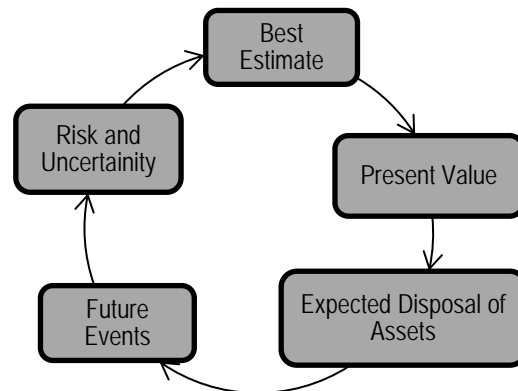 Best
Estimate
Present Value
Expected Disposal of
Assets
Future
Events
Risk and
Uncertainity